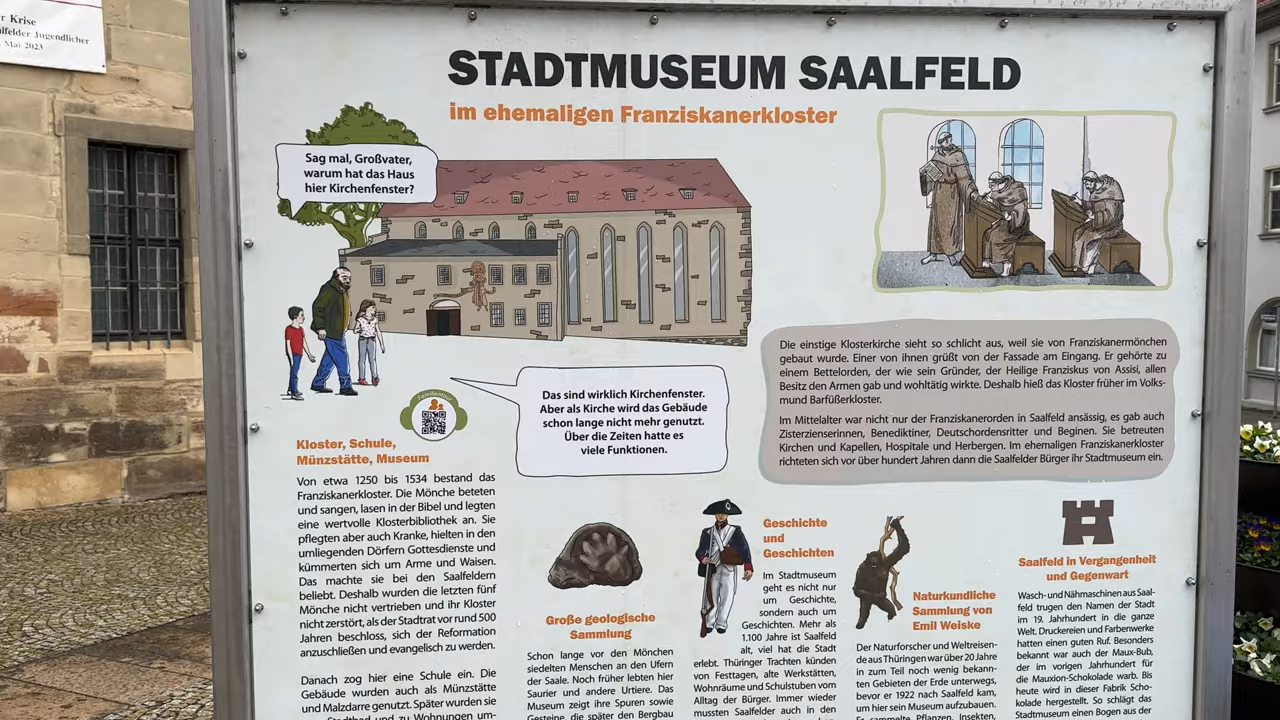 r Krise
alfelder Jugendlicher
Mai 2023
STADTMUSEUM SAALFELD
im ehemaligen Franziskanerkloster
Sag mal, Großvater,
warum hat das Haus
hier Kirchenfenster?
Das sind wirklich Kirchenfenster.
Aber als Kirche wird das Gebäude
schon lange nicht mehr genutzt.
Über die Zeiten hatte es
viele Funktionen.
Die einstige Klosterkirche sieht so schlicht aus, weil sie von Franziskanermönchen
gebaut wurde. Einer von ihnen grüßt von der Fassade am Eingang. Er gehörte zu
einem Bettelorden, der wie sein Gründer, der Heilige Franziskus von Assisi, allen
Besitz den Armen gab und wohltätig wirkte. Deshalb hieß das Kloster früher im Volks-
mund Barfüßerkloster.
Im Mittelalter war nicht nur der Franziskanerorden in Saalfeld ansässig, es gab auch
Zisterzienserinnen, Benediktiner, Deutschordensritter und Beginen. Sie betreuten
Kirchen und Kapellen, Hospitale und Herbergen. Im ehemaligen Franziskanerkloster
richteten sich vor über hundert Jahren dann die Saalfelder Bürger ihr Stadtmuseum ein.
Familientour
Kloster, Schule,
Münzstätte, Museum
Von etwa 1250 bis 1534 bestand das
Franziskanerkloster. Die Mönche beteten
und sangen, lasen in der Bibel und legten
eine wertvolle Klosterbibliothek an. Sie
pflegten aber auch Kranke, hielten in den
umliegenden Dörfern Gottesdienste und
kümmerten sich um Arme und Waisen.
Das machte sie bei den Saalfeldern
beliebt. Deshalb wurden die letzten fünf
Mönche nicht vertrieben und ihr Kloster
nicht zerstört, als der Stadtrat vor rund 500
Jahren beschloss, sich der Reformation
anzuschließen und evangelisch zu werden.
Danach zog hier eine Schule ein. Die
Gebäude wurden auch als Münzstätte
und Malzdarre genutzt. Später wurden sie
Stadtbad und zu Wohnungen um-
Große geologische
Sammlung
Schon lange vor den Mönchen
siedelten Menschen an den Ufern
der Saale. Noch früher lebten hier
Saurier und andere Urtiere. Das
Museum zeigt ihre Spuren sowie
Gesteine, die später den Bergbau
Geschichte
und
Geschichten
Im Stadtmuseum
geht es nicht nur
um Geschichte,
sondern auch um
Geschichten. Mehr als
1.100 Jahre ist Saalfeld
alt, viel hat die Stadt
erlebt. Thüringer Trachten künden
von Festtagen, alte Werkstätten,
Wohnräume und Schulstuben vom
Alltag der Bürger. Immer wieder
mussten Saalfelder auch in den
Naturkundliche
Sammlung von
Emil Weiske
Der Naturforscher und Weltreisen-
de aus Thüringen war über 20 Jahre
in zum Teil noch wenig bekann-
ten Gebieten der Erde unterwegs,
bevor er 1922 nach Saalfeld kam,
um hier sein Museum aufzubauen.
Er sammelte Pflanzen, Insekten,
Saalfeld in Vergangenheit
und Gegenwart
Wasch- und Nähmaschinen aus Saal-
feld trugen den Namen der Stadt
im 19. Jahrhundert in die ganze
Welt. Druckereien und Farbenwerke
hatten einen guten Ruf. Besonders
bekannt war auch der Maux-Bub,
der im vorigen Jahrhundert für
die Mauxion-Schokolade warb. Bis
heute wird in dieser Fabrik Scho-
kolade hergestellt. So schlägt das
Stadtmuseum einen Bogen aus der